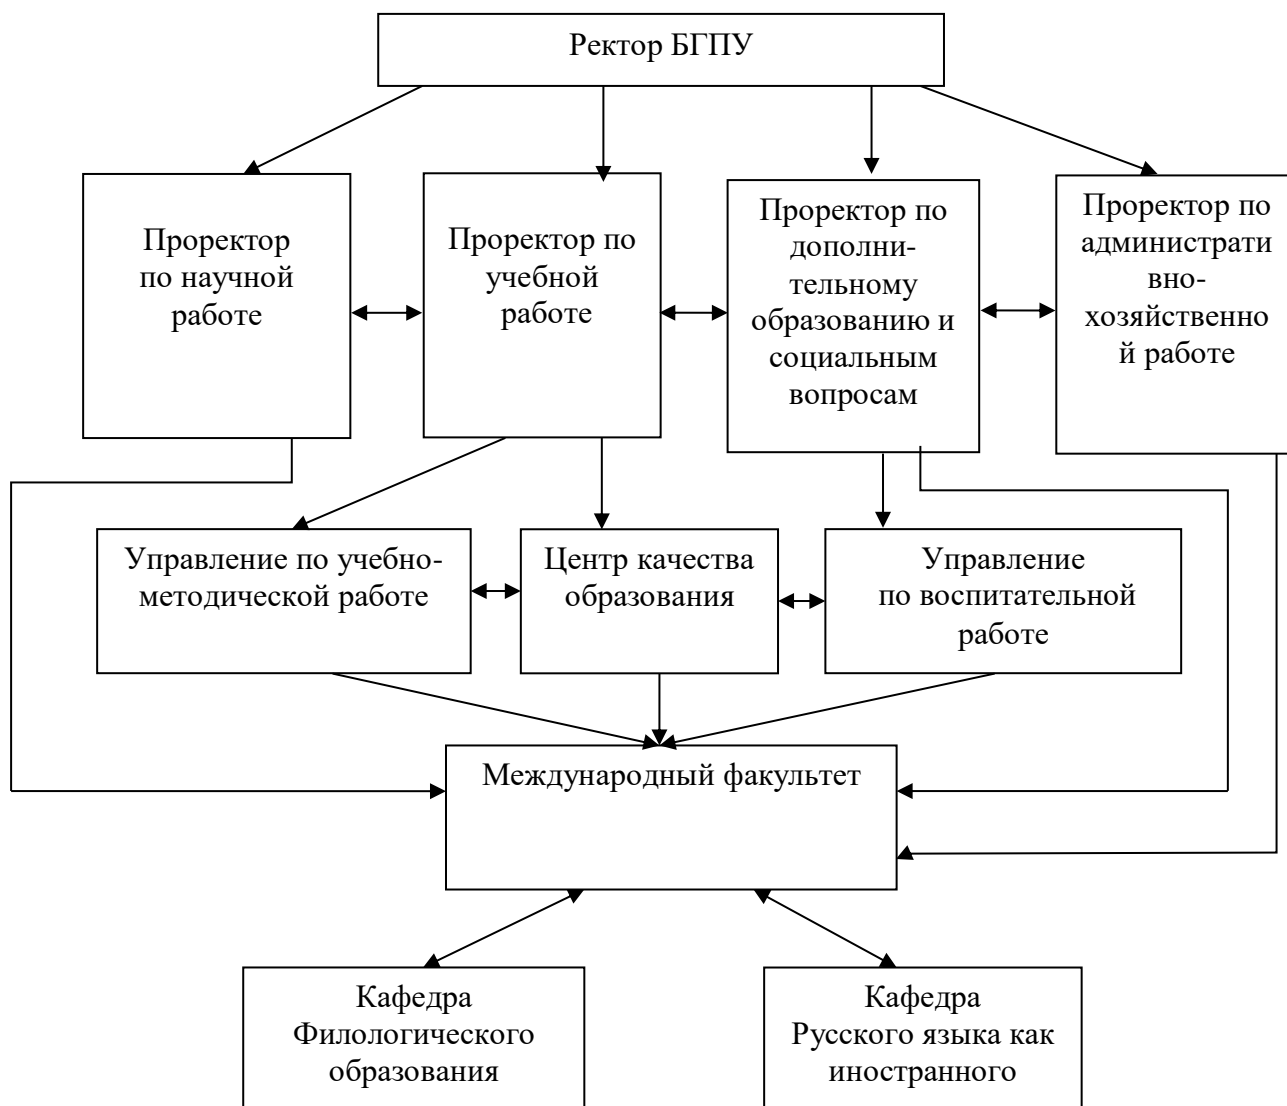 Ректор БГПУ
Проректор
по научной
работе
Проректор по
учебной
работе
Проректор по
дополни-
тельному
образованию и
социальным
вопросам
Проректор по
администрати
вно-
хозяйственно
й работе
Управление по учебно-
методической работе
Центр качества
образования
Управление
по воспитательной
работе
Международный факультет
Кафедра
Филологического
образования
Кафедра
Русского языка как
иностранного